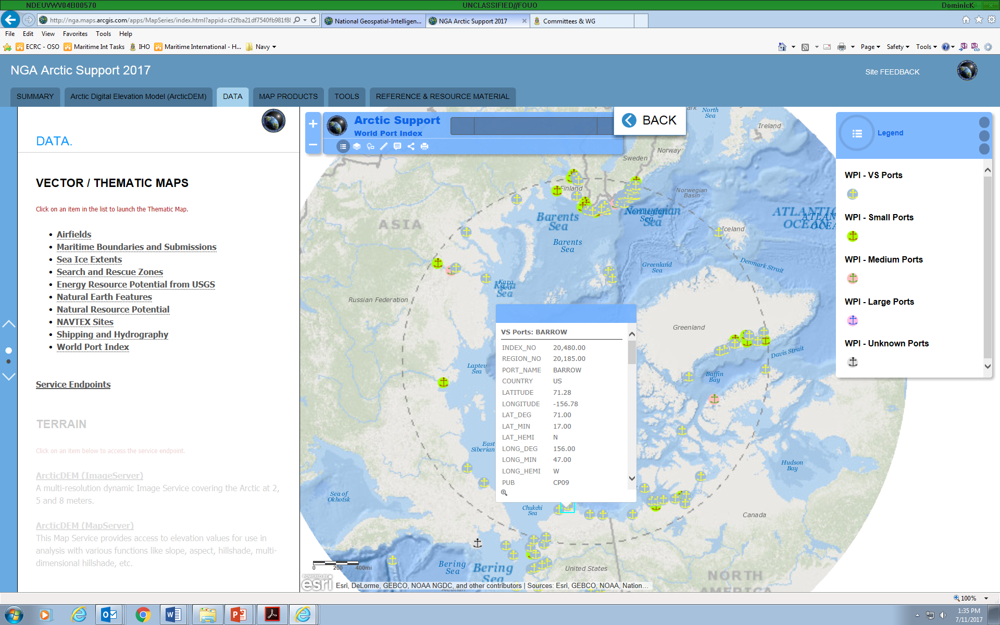 NDEUVWV04B00570
UNCLASSIFIED//FOUO
http://nga.maps.arcgis.com/apps/MapSeries/index.html?appid=cf2fba21df7540fb981f8
National Geospatial-Intelligen...
NGA Arctic Support 2017
Committees & WG
File Edit View Favorites Tools Help
ECRC - OSO
Maritime Int Tasks
IHO
Maritime International - H...
Navy
Page
Safety
Tools
NGA Arctic Support 2017
Site FEEDBACK
SUMMARY
Arctic Digital Elevation Model (ArcticDEM)
DATA
MAP PRODUCTS
TOOLS
REFERENCE & RESOURCE MATERIAL
DATA.
VECTOR / THEMATIC MAPS
Click on an item in the list to launch the Thematic Map.
Airfields
Maritime Boundaries and Submissions
Sea Ice Extents
Search and Rescue Zones
Energy Resource Potential from USGS
Natural Earth Features
Natural Resource Potential
NAVTEX Sites
Shipping and Hydrography
World Port Index
Service Endpoints
TERRAIN
Click on an item below to access the service endpoint.
ArcticDEM (ImageServer)
A multi-resolution dynamic Image Service covering the Arctic at 2,
5 and 8 meters.
ArcticDEM (MapServer)
This Map Service provides access to elevation values for use in
analysis with various functions like slope, aspect, hillshade, multi-
dimensional hillshade, etc.
+
−
Arctic Support
World Port Index
BACK
North
Sea
Ireland
Norway
Sweden
Finland
Norwegian
Basin
Norwegian
Sea
Norwegian
Sea
ATLANTIC
OCEAN
Iceland
Barents
Sea
Barents
Sea
ASIA
Greenland
Sea
Denmark Strait
Kara
Sea
Kara
Sea
Russian Federation
Greenland
Davis Strait
Laptev
Sea
Baffin
Bay
East
Siberian
Hudson
Bay
Sea of
Okhotsk
Chukchi
Sea
Canada
Bering
Sea
Bering
Sea
United States
NORTH
AMERICA
VS Ports: BARROW
INDEX_NO 20,480.00
REGION_NO 20,185.00
PORT_NAME BARROW
COUNTRY US
LATITUDE 71.28
LONGITUDE -156.78
LAT_DEG 71.00
LAT_MIN 17.00
LAT_HEMI N
LONG_DEG 156.00
LONG_MIN 47.00
LONG_HEMI W
PUB CP09
0 200 400mi
POWERED BY
esri
Esri, DeLorme, GEBCO, NOAA NGDC, and other contributors | Sources: Esri, GEBCO, NOAA, Nation...
Legend
WPI - VS Ports
WPI - Small Ports
WPI - Medium Ports
WPI - Large Ports
WPI - Unknown Ports
100%
1:35 PM
7/11/2017